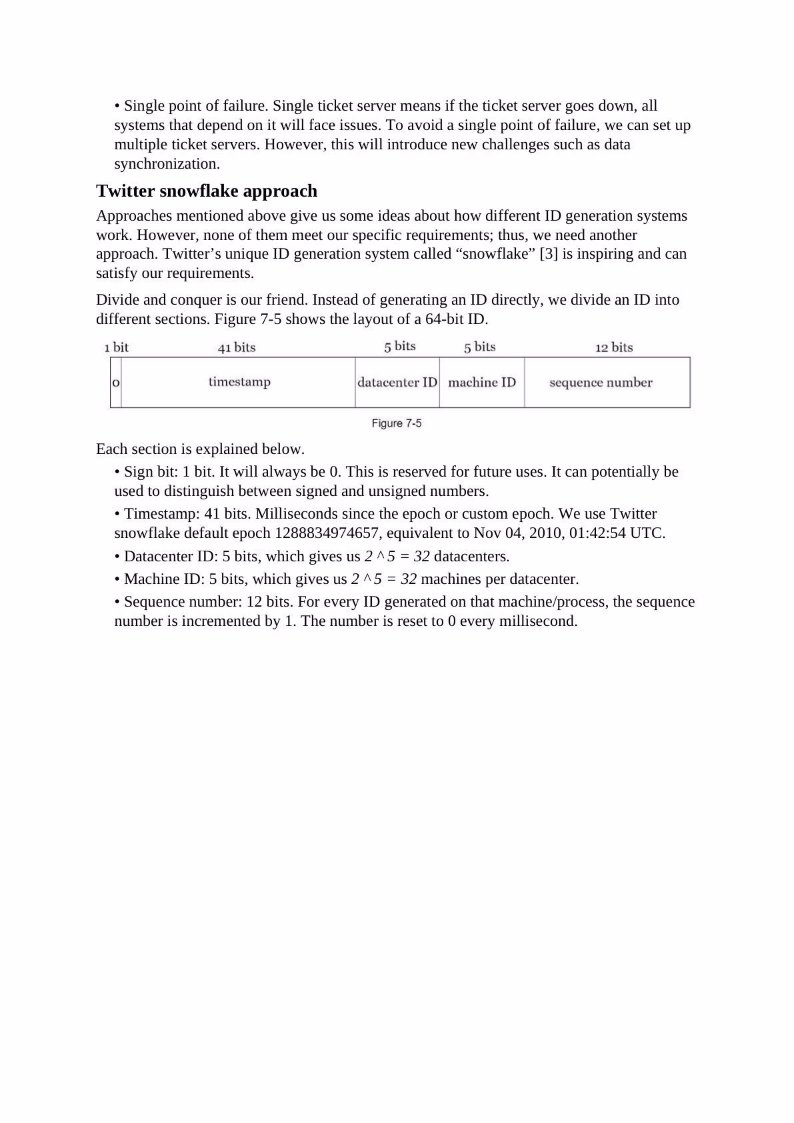 • Single point of failure. Single ticket server means if the ticket server goes down, all
systems that depend on it will face issues. To avoid a single point of failure, we can set up
multiple ticket servers. However, this will introduce new challenges such as data
synchronization.
Twitter snowflake approach
Approaches mentioned above give us some ideas about how different ID generation systems
work. However, none of them meet our specific requirements; thus, we need another
approach. Twitter’s unique ID generation system called “snowflake” [3] is inspiring and can
satisfy our requirements.
Divide and conquer is our friend. Instead of generating an ID directly, we divide an ID into
different sections. Figure 7-5 shows the layout of a 64-bit ID.
1 bit 41 bits 5 bits 5 bits 12 bits
0 timestamp datacenter ID machine ID sequence number
Figure 7-5
Each section is explained below.
• Sign bit: 1 bit. It will always be 0. This is reserved for future uses. It can potentially be
used to distinguish between signed and unsigned numbers.
• Timestamp: 41 bits. Milliseconds since the epoch or custom epoch. We use Twitter
snowflake default epoch 1288834974657, equivalent to Nov 04, 2010, 01:42:54 UTC.
• Datacenter ID: 5 bits, which gives us 2 ^ 5 = 32 datacenters.
• Machine ID: 5 bits, which gives us 2 ^ 5 = 32 machines per datacenter.
• Sequence number: 12 bits. For every ID generated on that machine/process, the sequence
number is incremented by 1. The number is reset to 0 every millisecond.